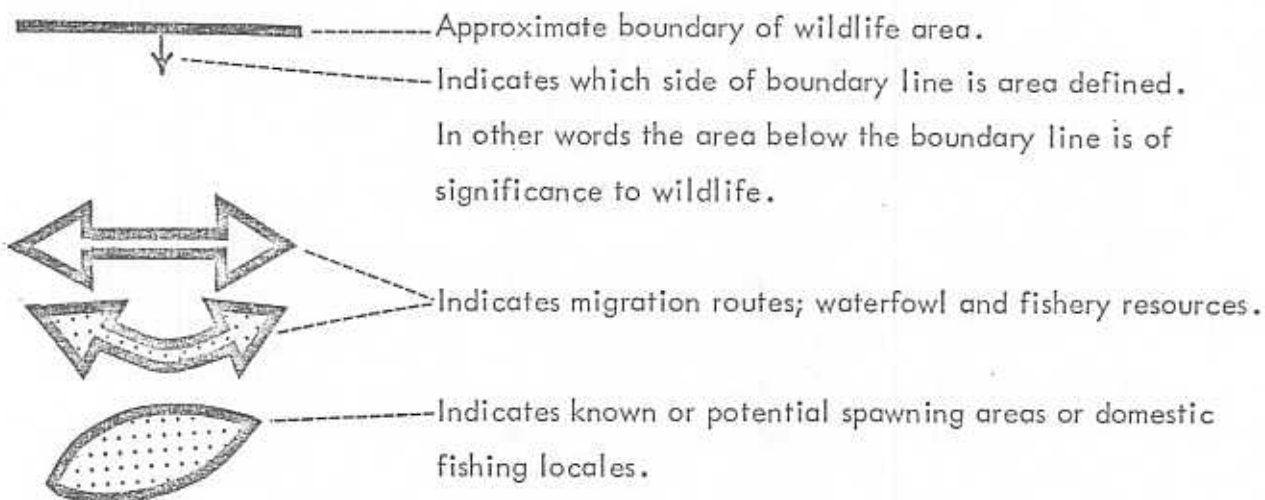 Approximate boundary of wildlife area.
Indicates which side of boundary line is area defined.
In other words the area below the boundary line is of
significance to wildlife.
Indicates migration routes; waterfowl and fishery resources.
Indicates known or potential spawning areas or domestic
fishing locales.